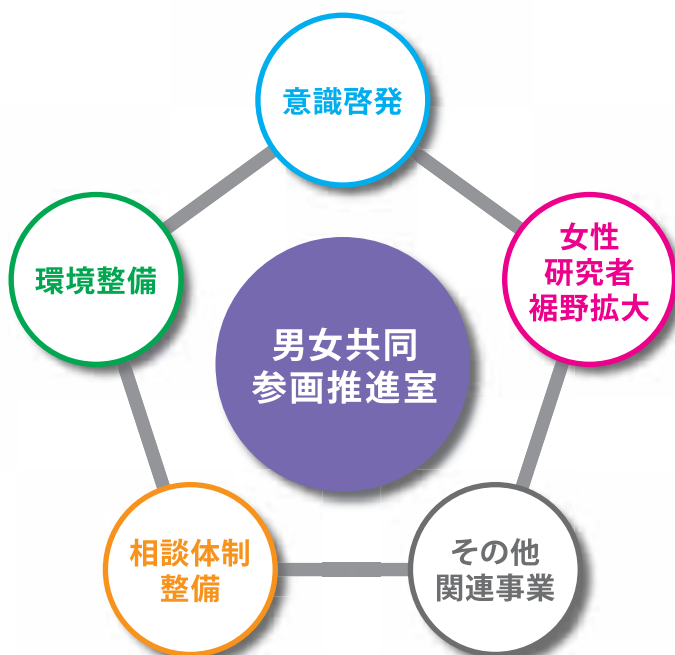 意識啓発
環境整備
女性
研究者
裾野拡大
男女共同
参画推進室
相談体制
整備
その他
関連事業